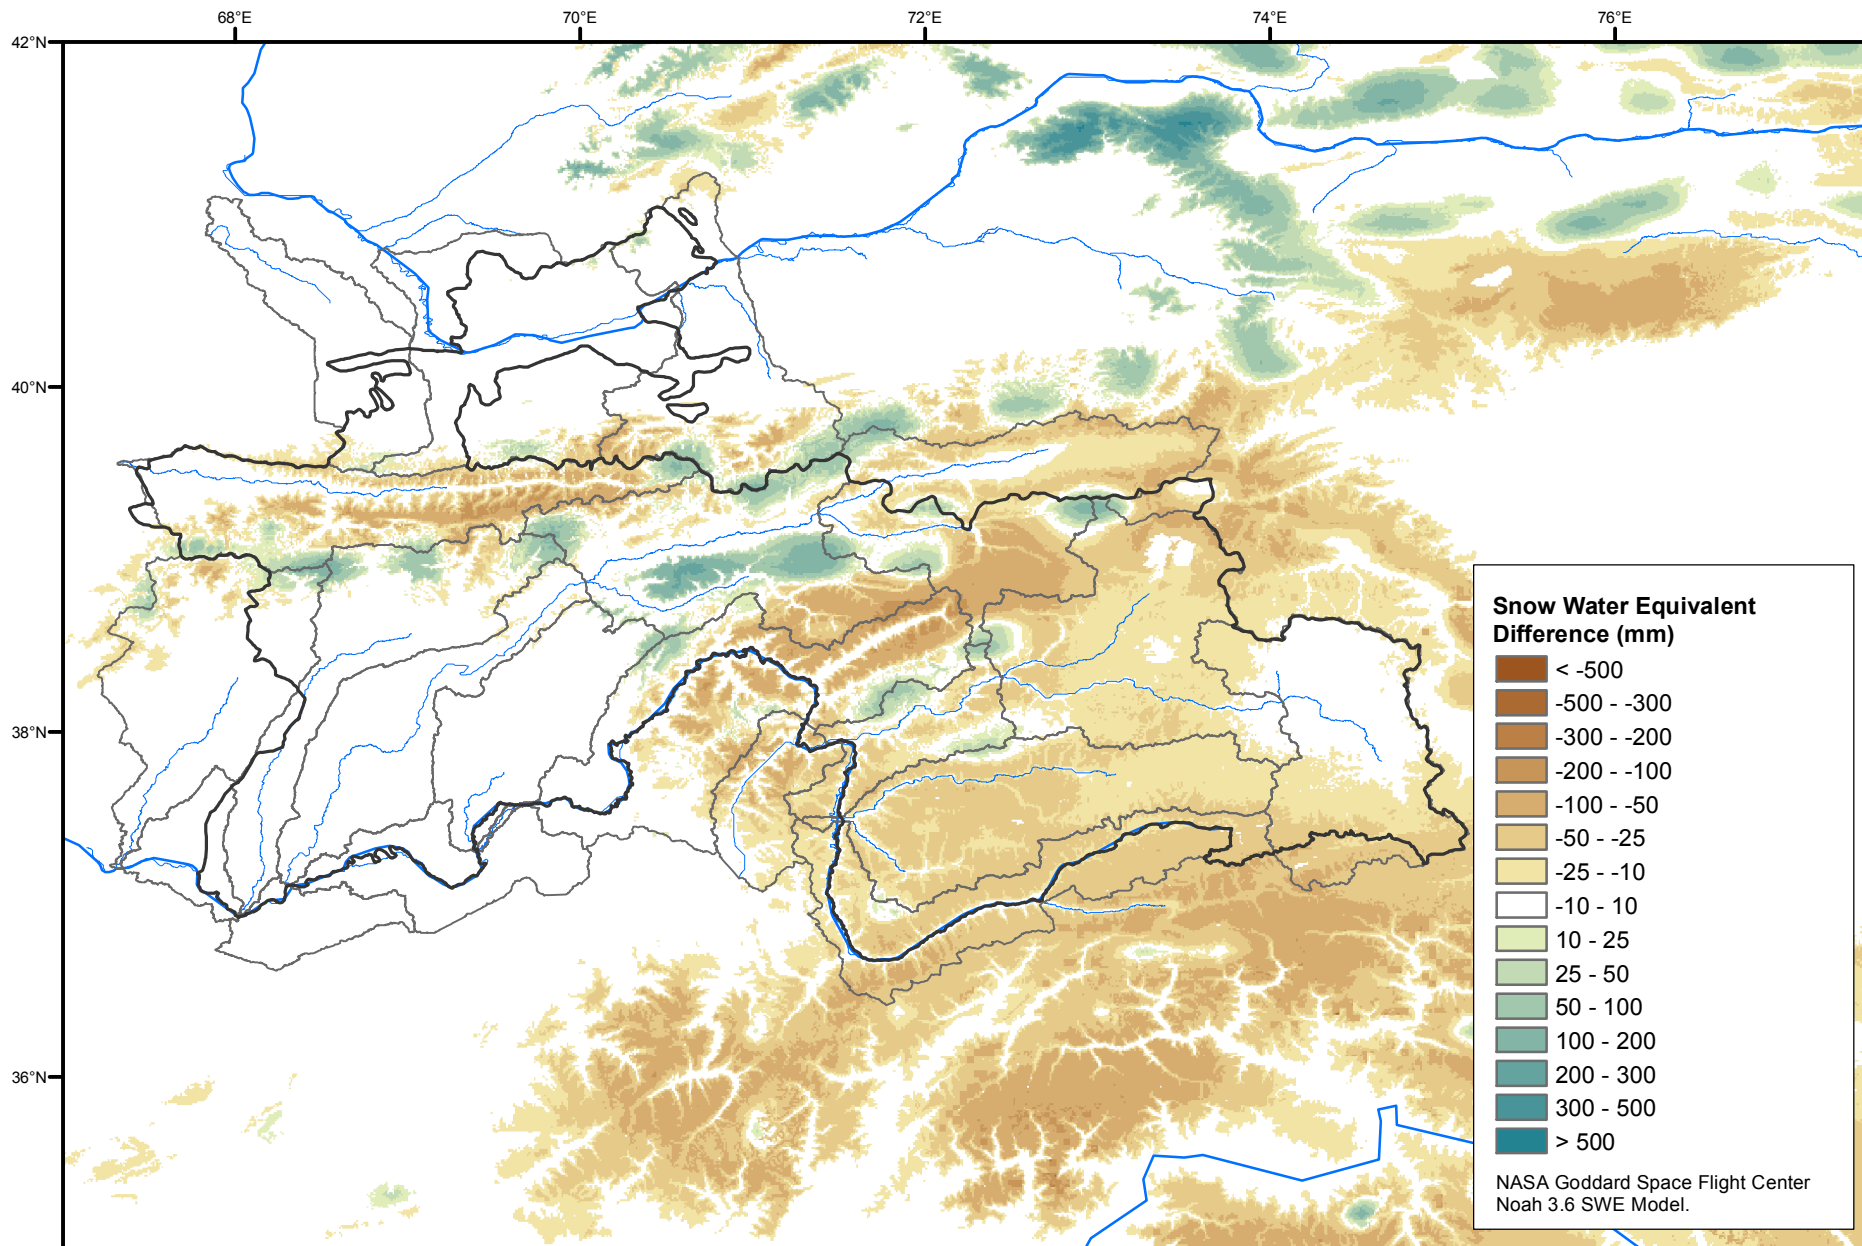 68°E
70°E
72°E
74°E
76°E
42°N
40°N
38°N
36°N
Snow Water Equivalent
Difference (mm)
< -500
-500 - -300
-300 - -200
-200 - -100
-100 - -50
-50 - -25
-25 - -10
-10 - 10
10 - 25
25 - 50
50 - 100
100 - 200
200 - 300
300 - 500
> 500
NASA Goddard Space Flight Center
Noah 3.6 SWE Model.